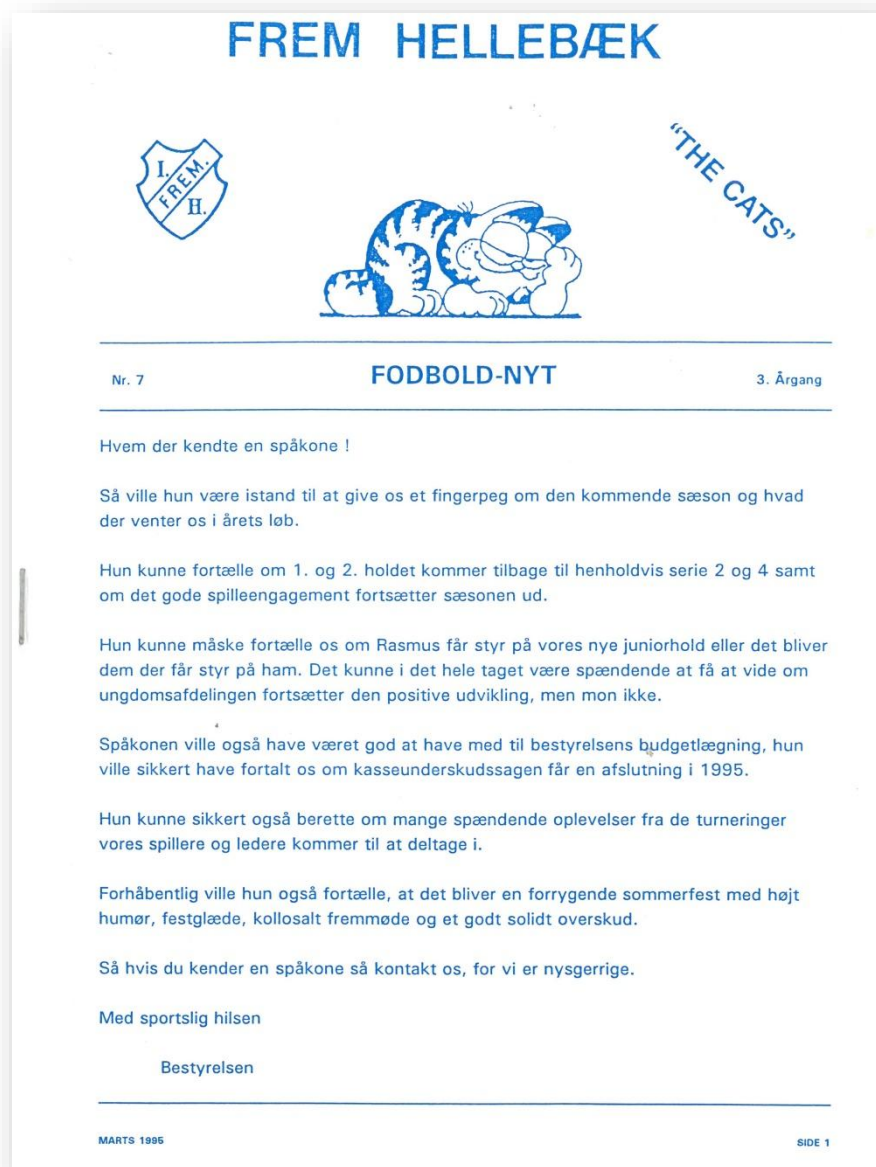 FREM HELLEBÆK
I. FREM. H.
"THE CATS"
Nr. 7
FODBOLD-NYT
3. Årgang
Hvem der kendte en spåkone !
Så ville hun være istand til at give os et fingerpeg om den kommende sæson og hvad
der venter os i årets løb.
Hun kunne fortælle om 1. og 2. holdet kommer tilbage til henholdvis serie 2 og 4 samt
om det gode spilleengagement fortsætter sæsonen ud.
Hun kunne måske fortælle os om Rasmus får styr på vores nye juniorhold eller det bliver
dem der får styr på ham. Det kunne i det hele taget være spændende at få at vide om
ungdomsafdelingen fortsætter den positive udvikling, men mon ikke.
Spåkonen ville også have været god at have med til bestyrelsens budgetlægning, hun
ville sikkert have fortalt os om kasseunderskudssagen får en afslutning i 1995.
Hun kunne sikkert også berette om mange spændende oplevelser fra de turneringer
vores spillere og ledere kommer til at deltage i.
Forhåbentlig ville hun også fortælle, at det bliver en forrygende sommerfest med højt
humør, festglæde, kollosalt fremmøde og et godt solidt overskud.
Så hvis du kender en spåkone så kontakt os, for vi er nysgerrige.
Med sportslig hilsen
Bestyrelsen
MARTS 1995
SIDE 1